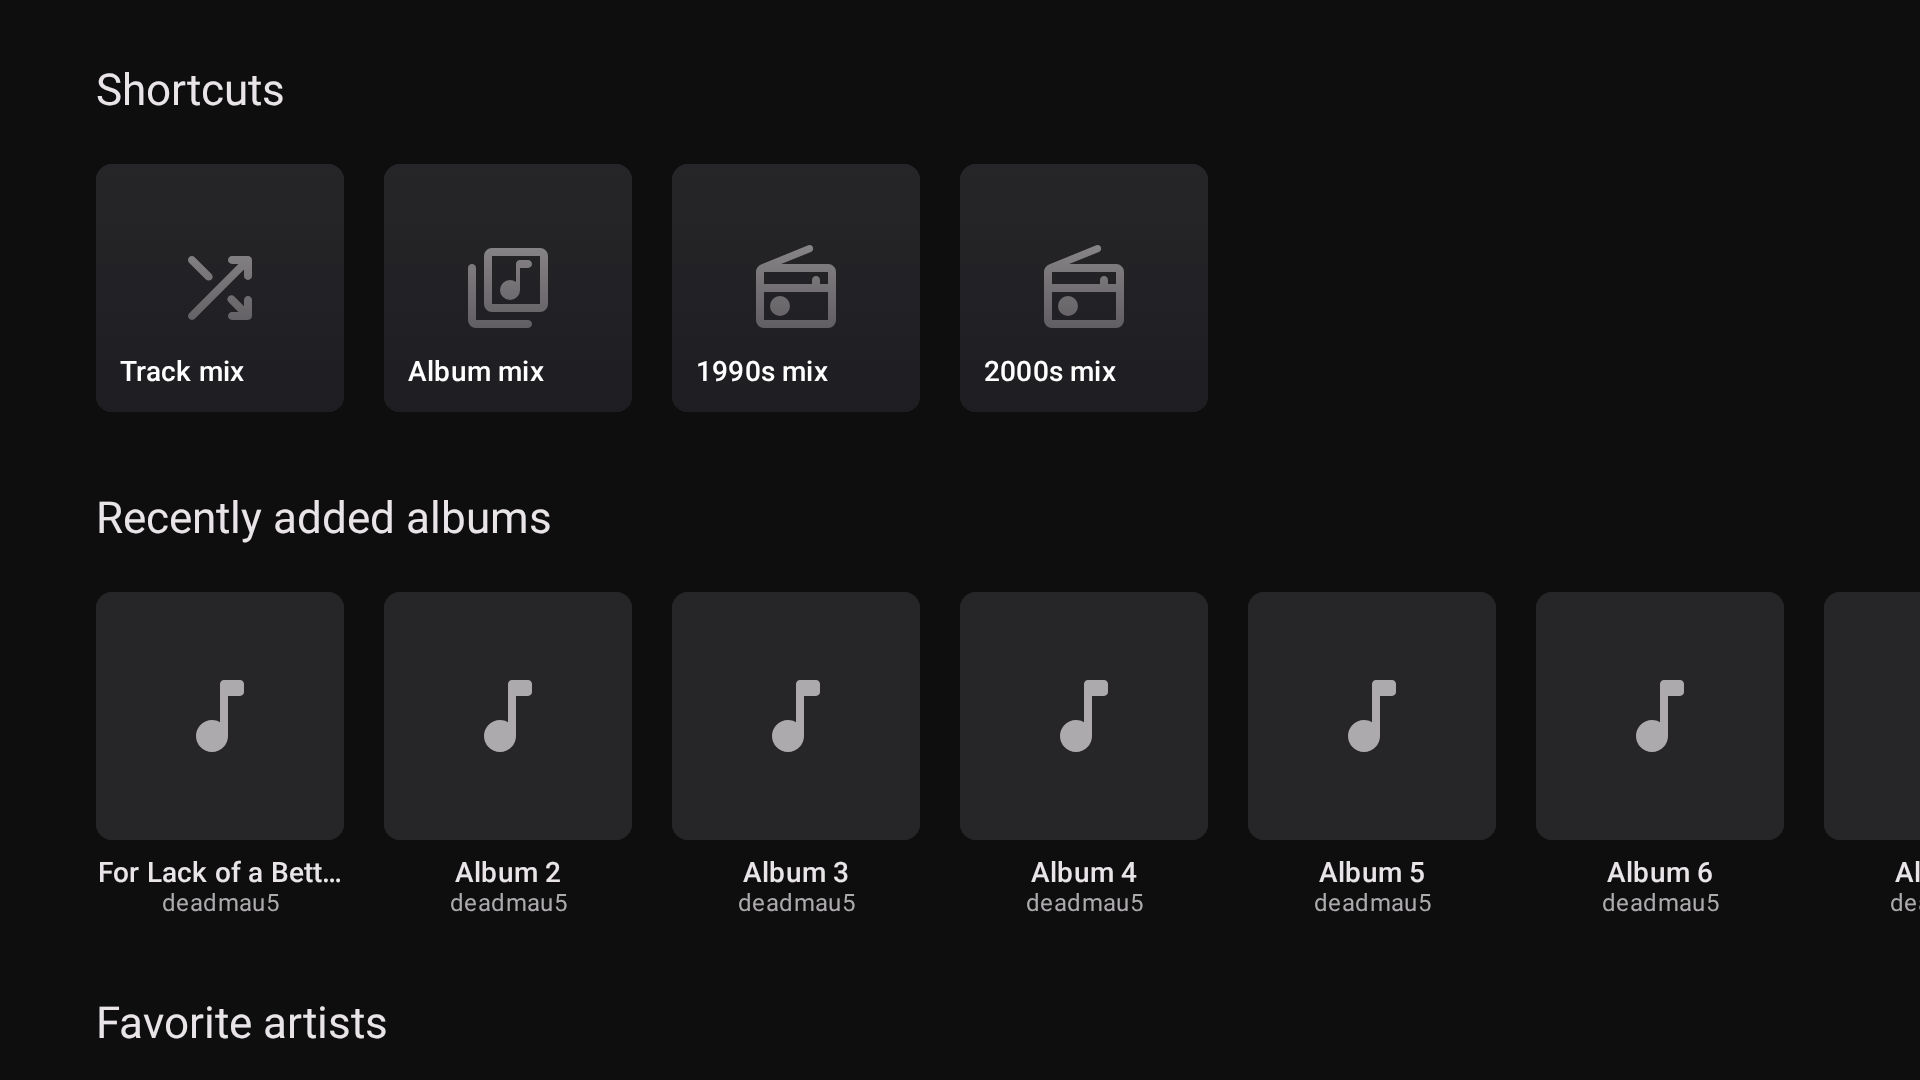 Shortcuts
Track mix
Album mix
1990s mix
2000s mix
Recently added albums
For Lack of a Bett...
deadmau5
Album 2
deadmau5
Album 3
deadmau5
Album 4
deadmau5
Album 5
deadmau5
Album 6
deadmau5
Favorite artists